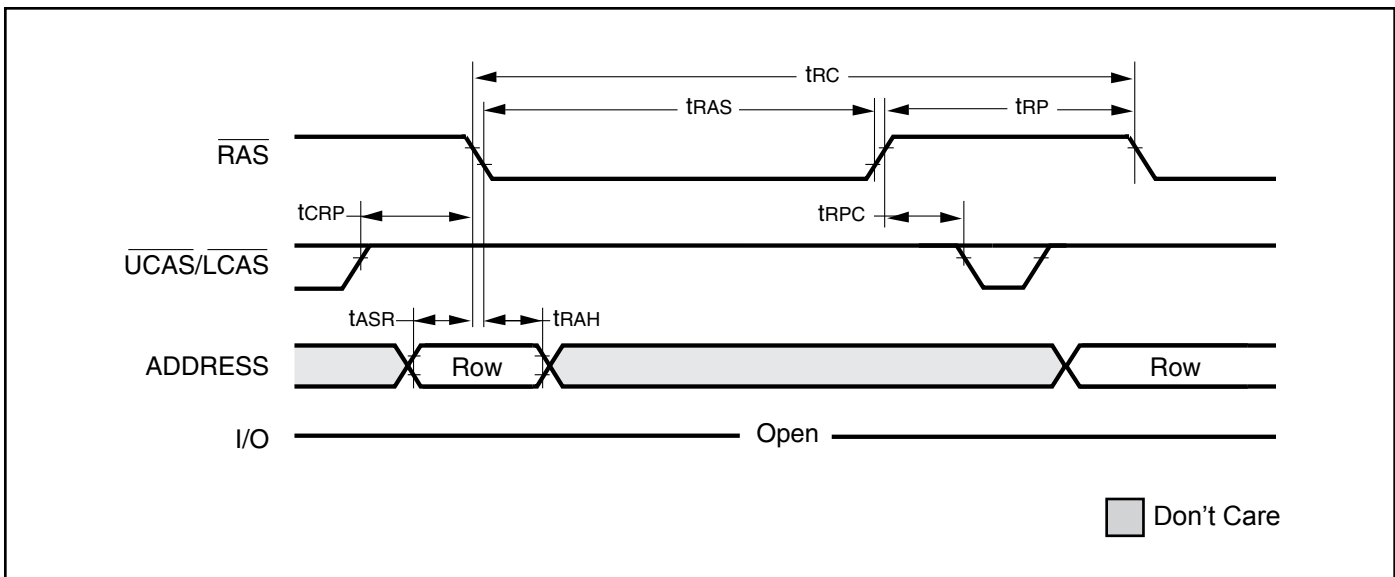 tRC
tRAS
tRP
RAS
tCRP
tRPC
UCAS/LCAS
tASR
tRAH
ADDRESS
Row
Row
I/O
Open
Don't Care